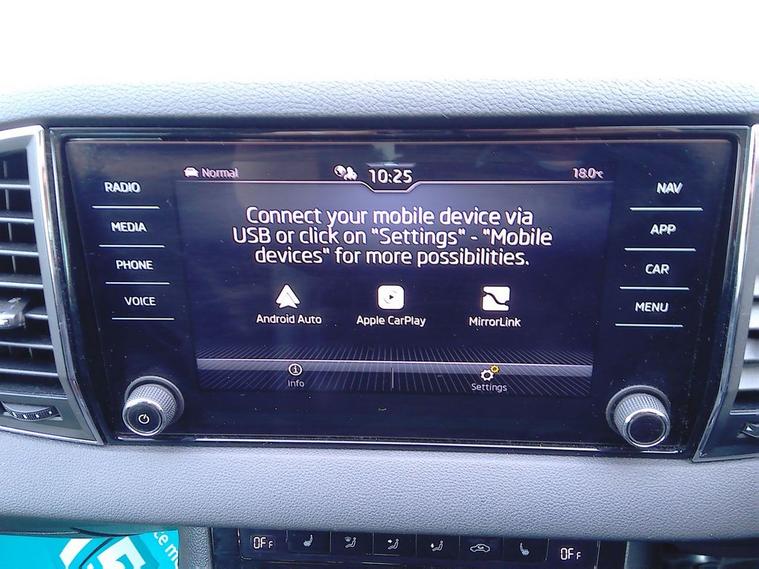 Normal 10:25 18.0°C
RADIO
MEDIA
PHONE
VOICE
NAV
APP
CAR
MENU
Connect your mobile device via
USB or click on "Settings" - "Mobile
devices" for more possibilities.
Android Auto Apple CarPlay MirrorLink
Info Settings
OFF OFF